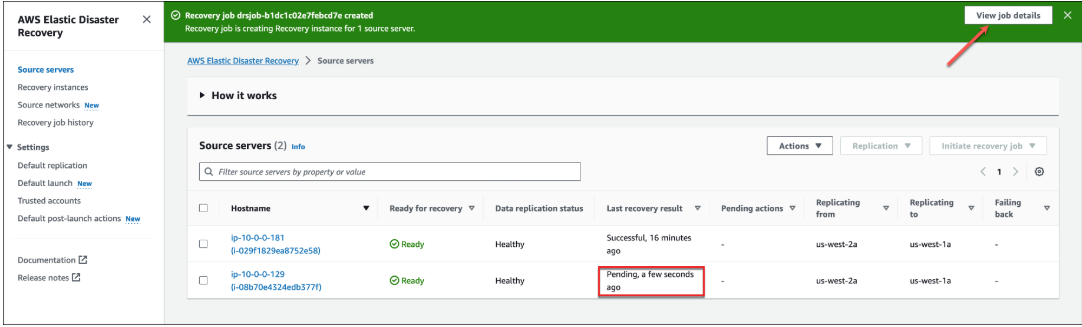 AWS Elastic Disaster
Recovery
Recovery job drsjob-b1dc1c02e7febcd7e created
Recovery job is creating Recovery instance for 1 source server.
View job details
Source servers
Recovery instances
Source networks New
Recovery job history
Settings
Default replication
Default launch New
Trusted accounts
Default post-launch actions New
Documentation
Release notes
AWS Elastic Disaster Recovery > Source servers
How it works
Source servers (2) Info
Actions
Replication
Initiate recovery job
Filter source servers by property or value
< 1 >
Hostname Ready for recovery Data replication status Last recovery result Pending actions Replicating from Replicating to Failing back
ip-10-0-0-181
(i-029f1829ea8752e58)
Ready Healthy Successful, 16 minutes ago - us-west-2a us-west-1a -
ip-10-0-0-129
(i-08b70e4324edb377f)
Ready Healthy Pending, a few seconds ago - us-west-2a us-west-1a -